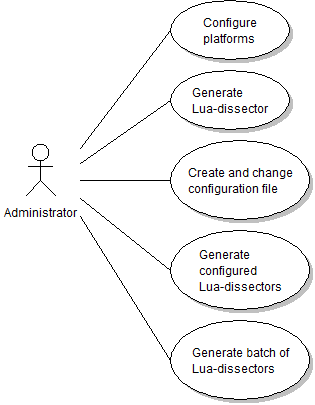 Configure
platforms
Generate
Lua-dissector
Create and change
configuration file
Administrator
Generate
configured
Lua-dissectors
Generate batch of
Lua-dissectors